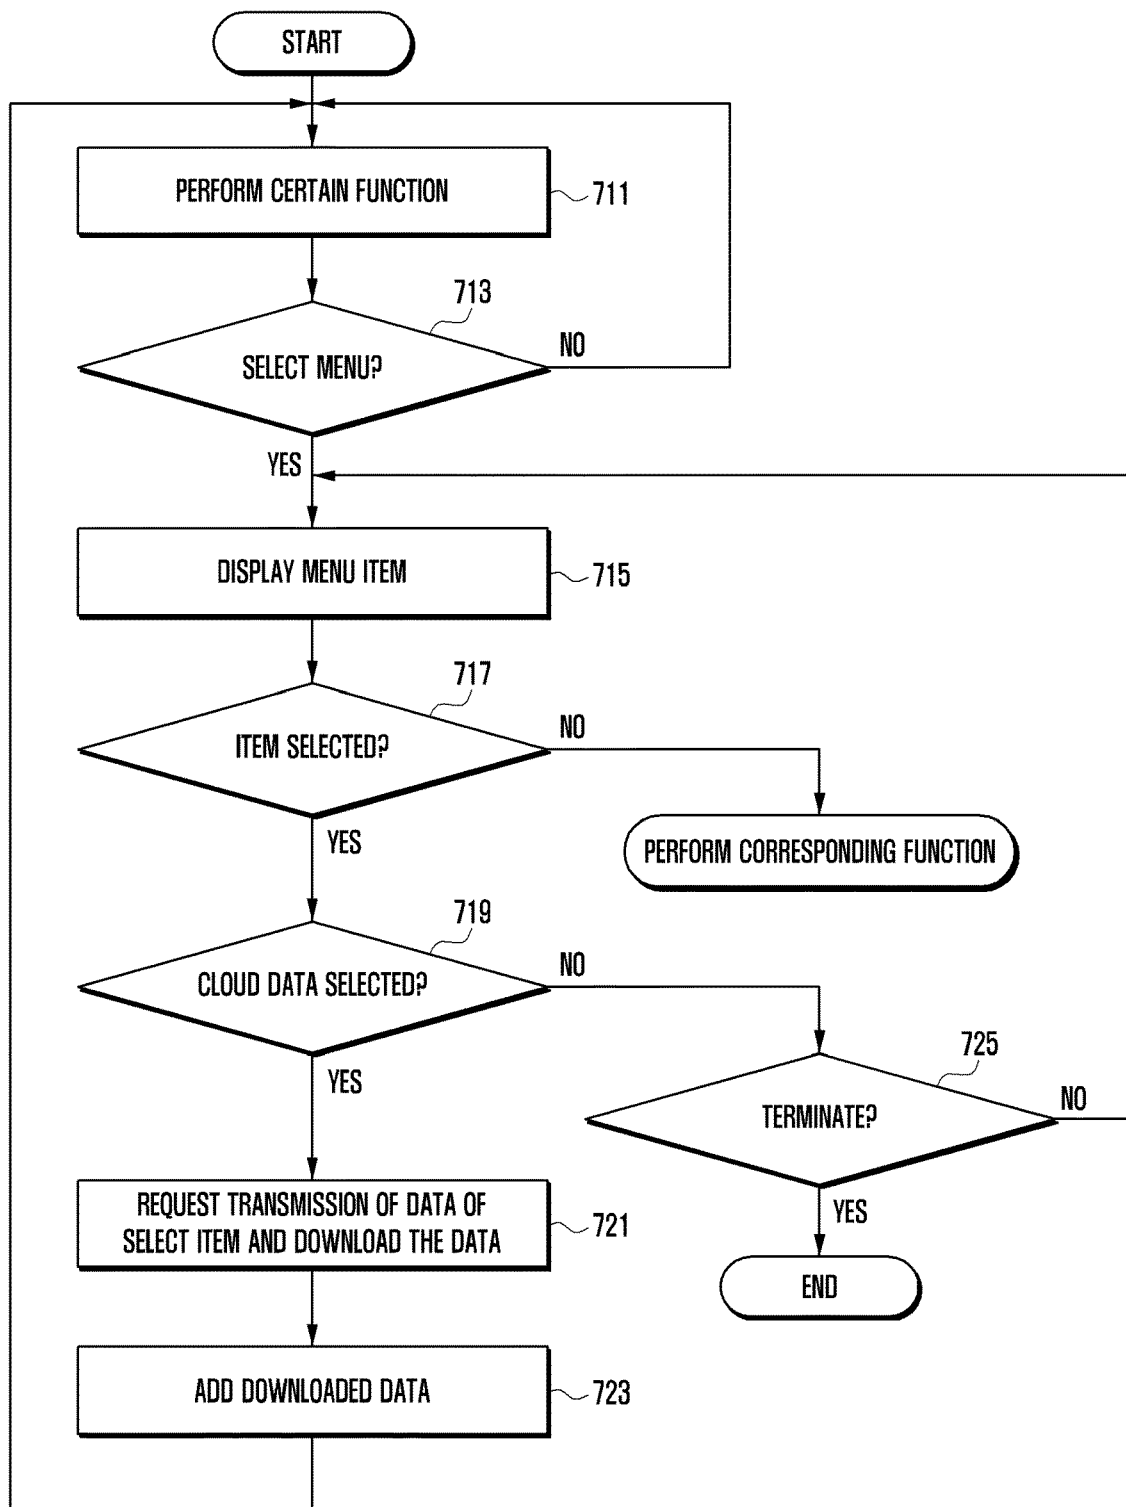 START
PERFORM CERTAIN FUNCTION
711
713
SELECT MENU?
NO
YES
DISPLAY MENU ITEM
715
717
ITEM SELECTED?
NO
YES
PERFORM CORRESPONDING FUNCTION
719
CLOUD DATA SELECTED?
NO
YES
725
TERMINATE?
NO
YES
REQUEST TRANSMISSION OF DATA OF
SELECT ITEM AND DOWNLOAD THE DATA
721
END
ADD DOWNLOADED DATA
723